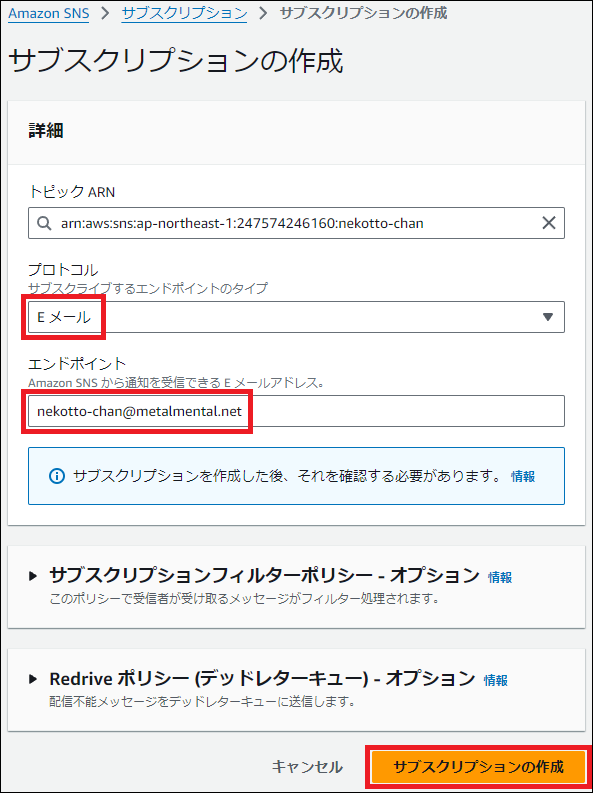 Amazon SNS > サブスクリプション > サブスクリプションの作成
サブスクリプションの作成
詳細
トピック ARN
arn:aws:sns:ap-northeast-1:247574246160:nekotto-chan
プロトコル
サブスクライブするエンドポイントのタイプ
E メール
エンドポイント
Amazon SNS から通知を受信できる E メールアドレス。
nekotto-chan@metalmental.net
サブスクリプションを作成した後、それを確認する必要があります。 情報
サブスクリプションフィルターポリシー - オプション 情報
このポリシーで受信者が受け取るメッセージがフィルター処理されます。
Redrive ポリシー (デッドレターキュー) - オプション 情報
配信不能メッセージをデッドレターキューに送信します。
キャンセル サブスクリプションの作成